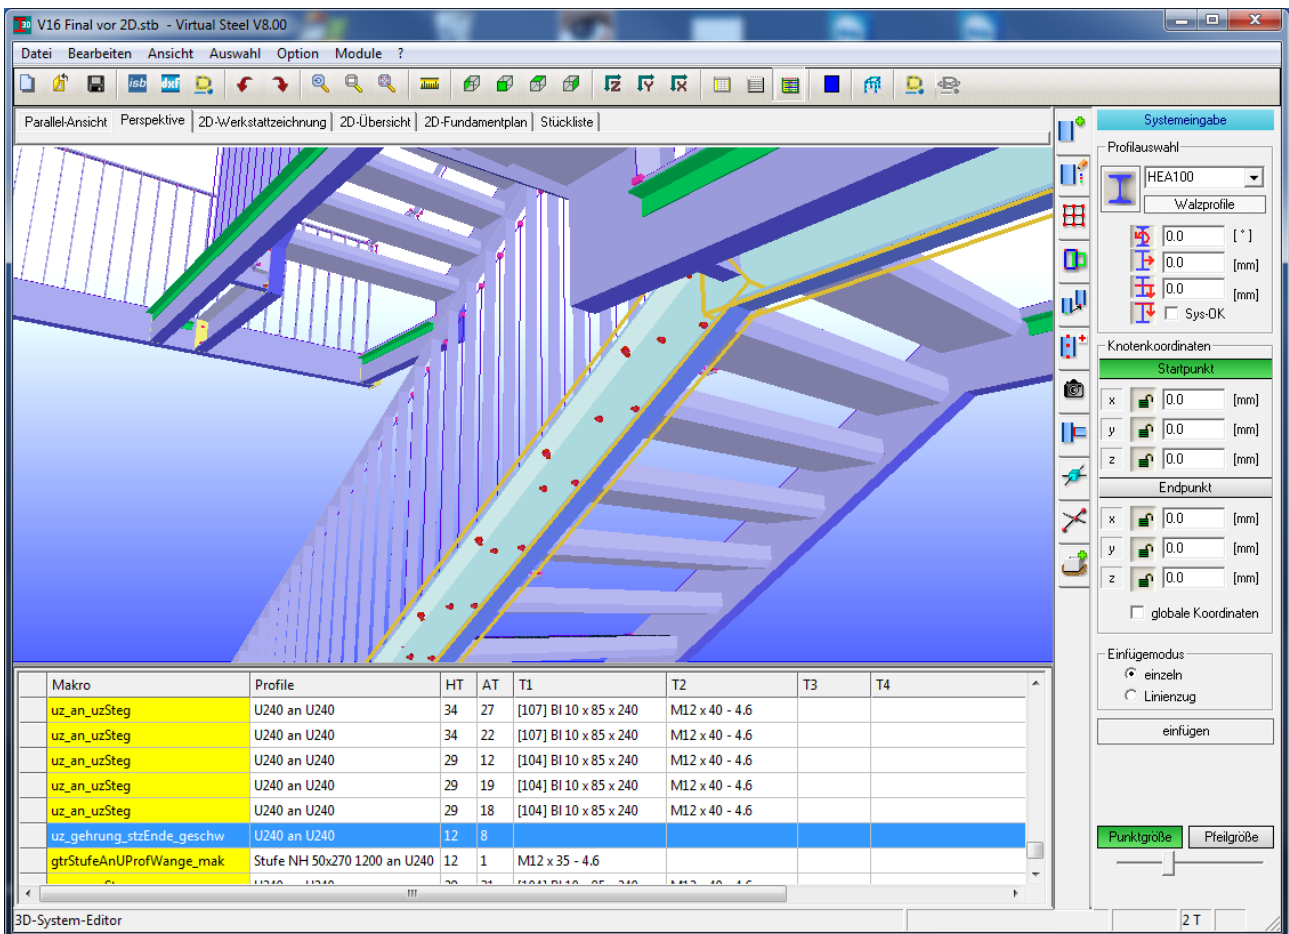 V16 Final vor 2D.stb - Virtual Steel V8.00
Datei Bearbeiten Ansicht Auswahl Option Module ?
isb dxf Z Y X
Parallel-Ansicht Perspektive 2D-Werkstattzeichnung 2D-Übersicht 2D-Fundamentplan Stückliste
Systemeingabe
Profilauswahl
HEA100
Walzprofile
0.0 [°]
0.0 [mm]
0.0 [mm]
Sys-OK
Knotenkoordinaten
Startpunkt
x 0.0 [mm]
y 0.0 [mm]
z 0.0 [mm]
Endpunkt
x 0.0 [mm]
y 0.0 [mm]
z 0.0 [mm]
globale Koordinaten
Einfügemodus
einzeln
Linienzug
einfügen
Punktgröße Pfeilgröße
Makro Profile HT AT T1 T2 T3 T4
uz_an_uzSteg U240 an U240 34 27 [107] Bl 10 x 85 x 240 M12 x 40 - 4.6
uz_an_uzSteg U240 an U240 34 22 [107] Bl 10 x 85 x 240 M12 x 40 - 4.6
uz_an_uzSteg U240 an U240 29 12 [104] Bl 10 x 85 x 240 M12 x 40 - 4.6
uz_an_uzSteg U240 an U240 29 19 [104] Bl 10 x 85 x 240 M12 x 40 - 4.6
uz_an_uzSteg U240 an U240 29 18 [104] Bl 10 x 85 x 240 M12 x 40 - 4.6
uz_gehrung_stzEnde_geschw U240 an U240 12 8
gtrStufeAnUProfWange_mak Stufe NH 50x270 1200 an U240 12 1 M12 x 35 - 4.6
3D-System-Editor
2 T